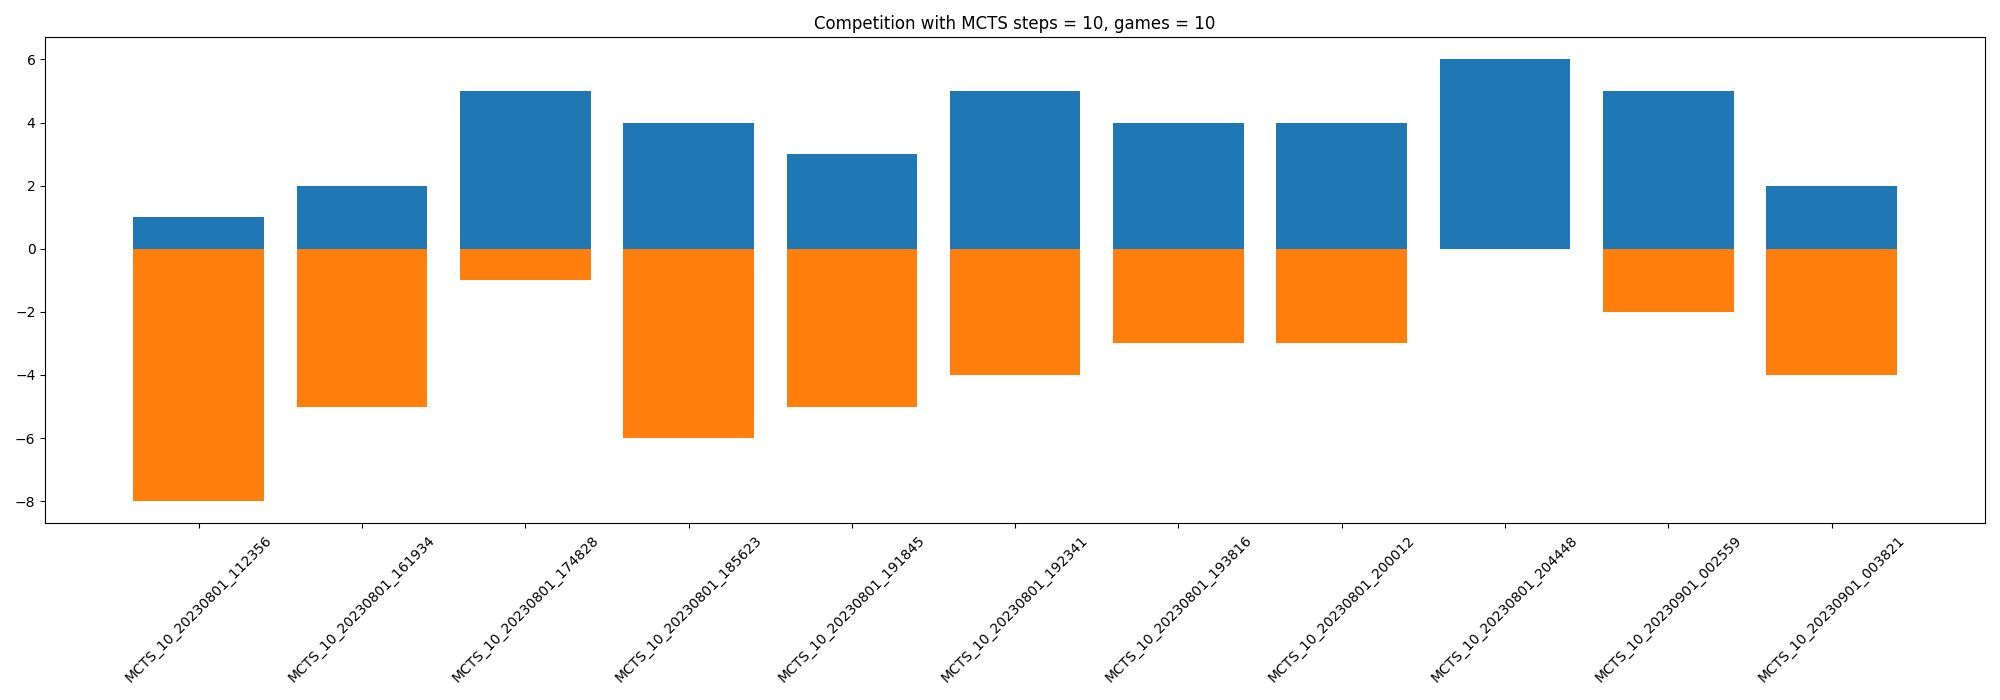 Competition with MCTS steps = 10, games = 10
6
4
2
0
−2
−4
−6
−8
MCTS_10_20230801_112356
MCTS_10_20230801_161934
MCTS_10_20230801_174828
MCTS_10_20230801_185623
MCTS_10_20230801_191845
MCTS_10_20230801_192341
MCTS_10_20230801_193816
MCTS_10_20230801_200012
MCTS_10_20230801_204448
MCTS_10_20230901_002559
MCTS_10_20230901_003821